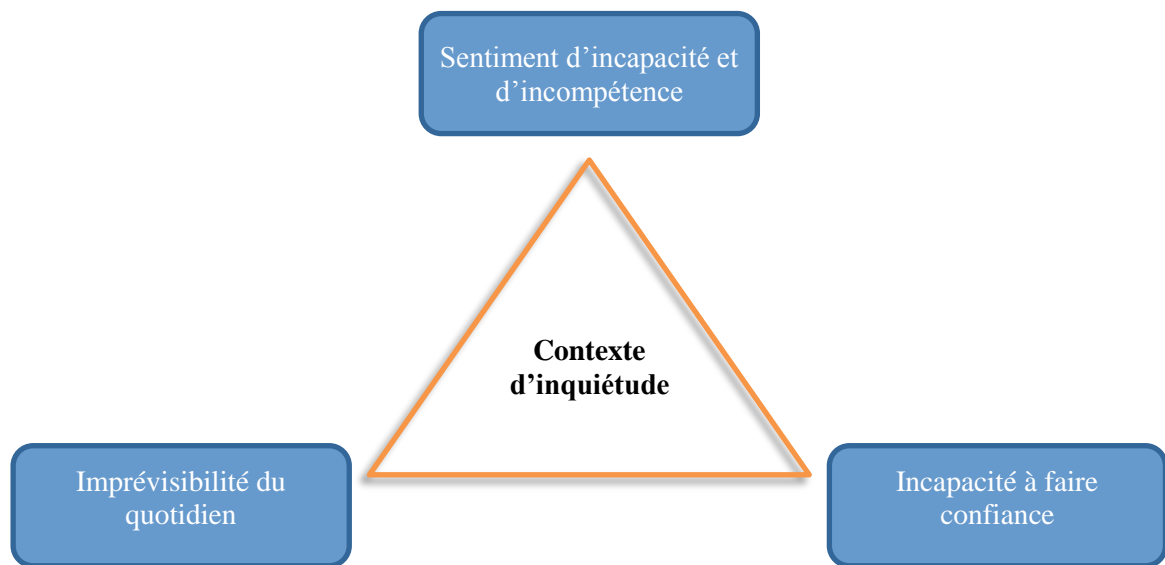 Sentiment d’incapacité et
d’incompétence
Contexte
d’inquiétude
Imprévisibilité du
quotidien
Incapacité à faire
confiance